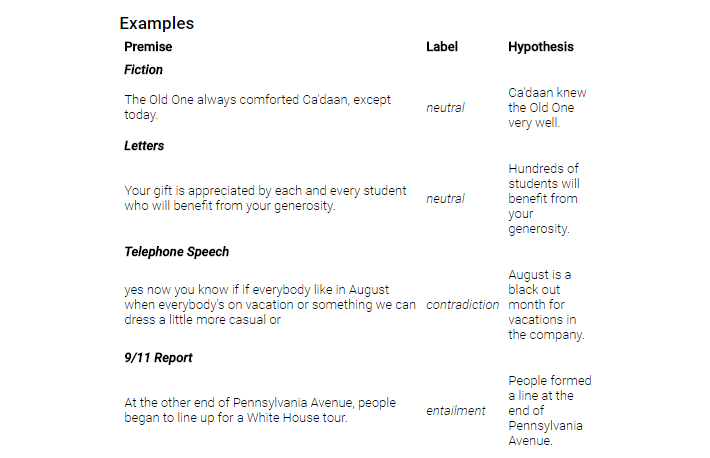 Examples
Premise Label Hypothesis
Fiction
The Old One always comforted Ca'daan, except
today.
neutral
Ca'daan knew
the Old One
very well.
Letters
Your gift is appreciated by each and every student
who will benefit from your generosity.
neutral
Hundreds of
students will
benefit from
your
generosity.
Telephone Speech
yes now you know if if everybody like in August
when everybody's on vacation or something we can
dress a little more casual or
contradiction
August is a
black out
month for
vacations in
the company.
9/11 Report
At the other end of Pennsylvania Avenue, people
began to line up for a White House tour.
entailment
People formed
a line at the
end of
Pennsylvania
Avenue.